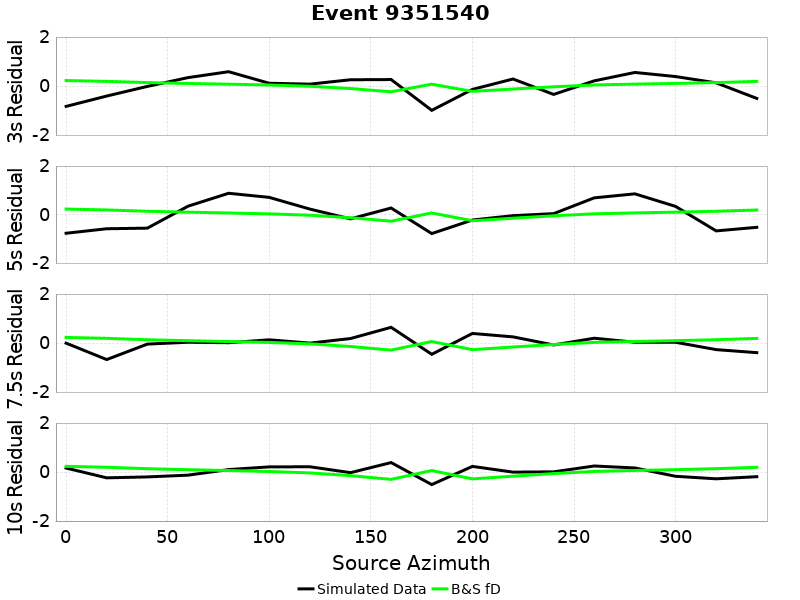 Event 9351540
3s Residual
2
0
-2
5s Residual
2
0
-2
7.5s Residual
2
0
-2
10s Residual
2
0
-2
0 50 100 150 200 250 300
Source Azimuth
Simulated Data B&S fD